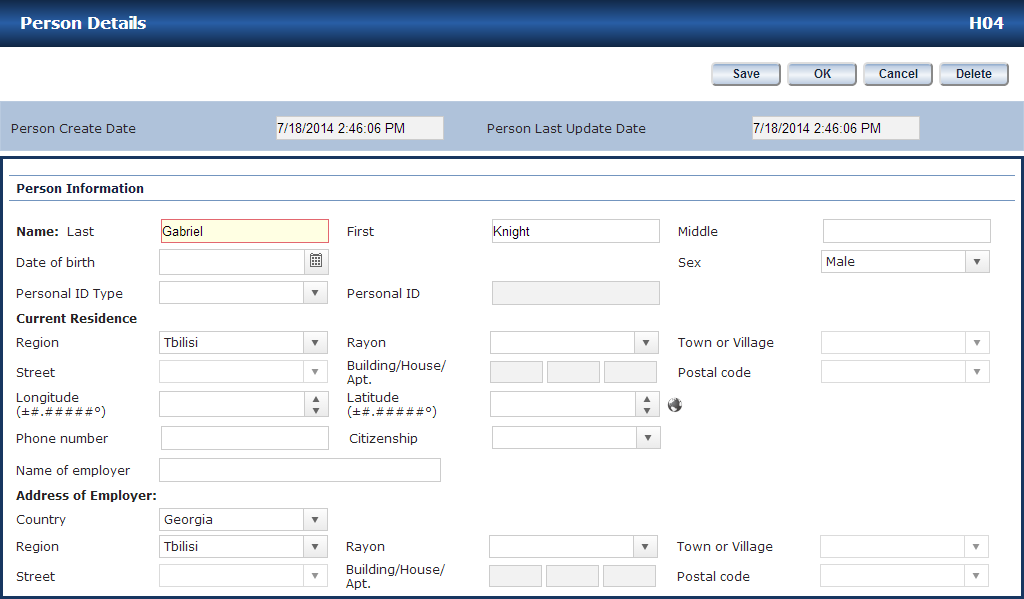 Person Details H04
Save OK Cancel Delete
Person Create Date 7/18/2014 2:46:06 PM Person Last Update Date 7/18/2014 2:46:06 PM
Person Information
Name: Last Gabriel First Knight Middle
Date of birth Sex Male
Personal ID Type Personal ID
Current Residence
Region Tbilisi Rayon Town or Village
Street Building/House/
Apt. Postal code
Longitude
(±#.#####°) Latitude
(±#.#####°)
Phone number Citizenship
Name of employer
Address of Employer:
Country Georgia
Region Tbilisi Rayon Town or Village
Street Building/House/
Apt. Postal code